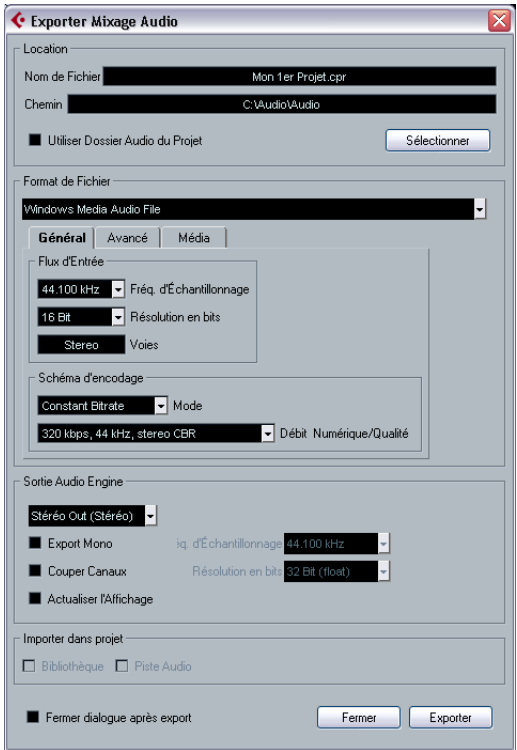 Exporter Mixage Audio
Location
Nom de Fichier Mon 1er Projet.cpr
Chemin C:\Audio\Audio
Utiliser Dossier Audio du Projet Sélectionner
Format de Fichier
Windows Media Audio File
Général Avancé Média
Flux d'Entrée
44.100 kHz Fréq. d'Échantillonnage
16 Bit Résolution en bits
Stereo Voies
Schéma d'encodage
Constant Bitrate Mode
320 kbps, 44 kHz, stereo CBR Débit Numérique/Qualité
Sortie Audio Engine
Stéréo Out (Stéréo)
Export Mono éq. d'Échantillonnage 44.100 kHz
Couper Canaux Résolution en bits 32 Bit (float)
Actualiser l'Affichage
Importer dans projet
Bibliothèque Piste Audio
Fermer dialogue après export Fermer Exporter